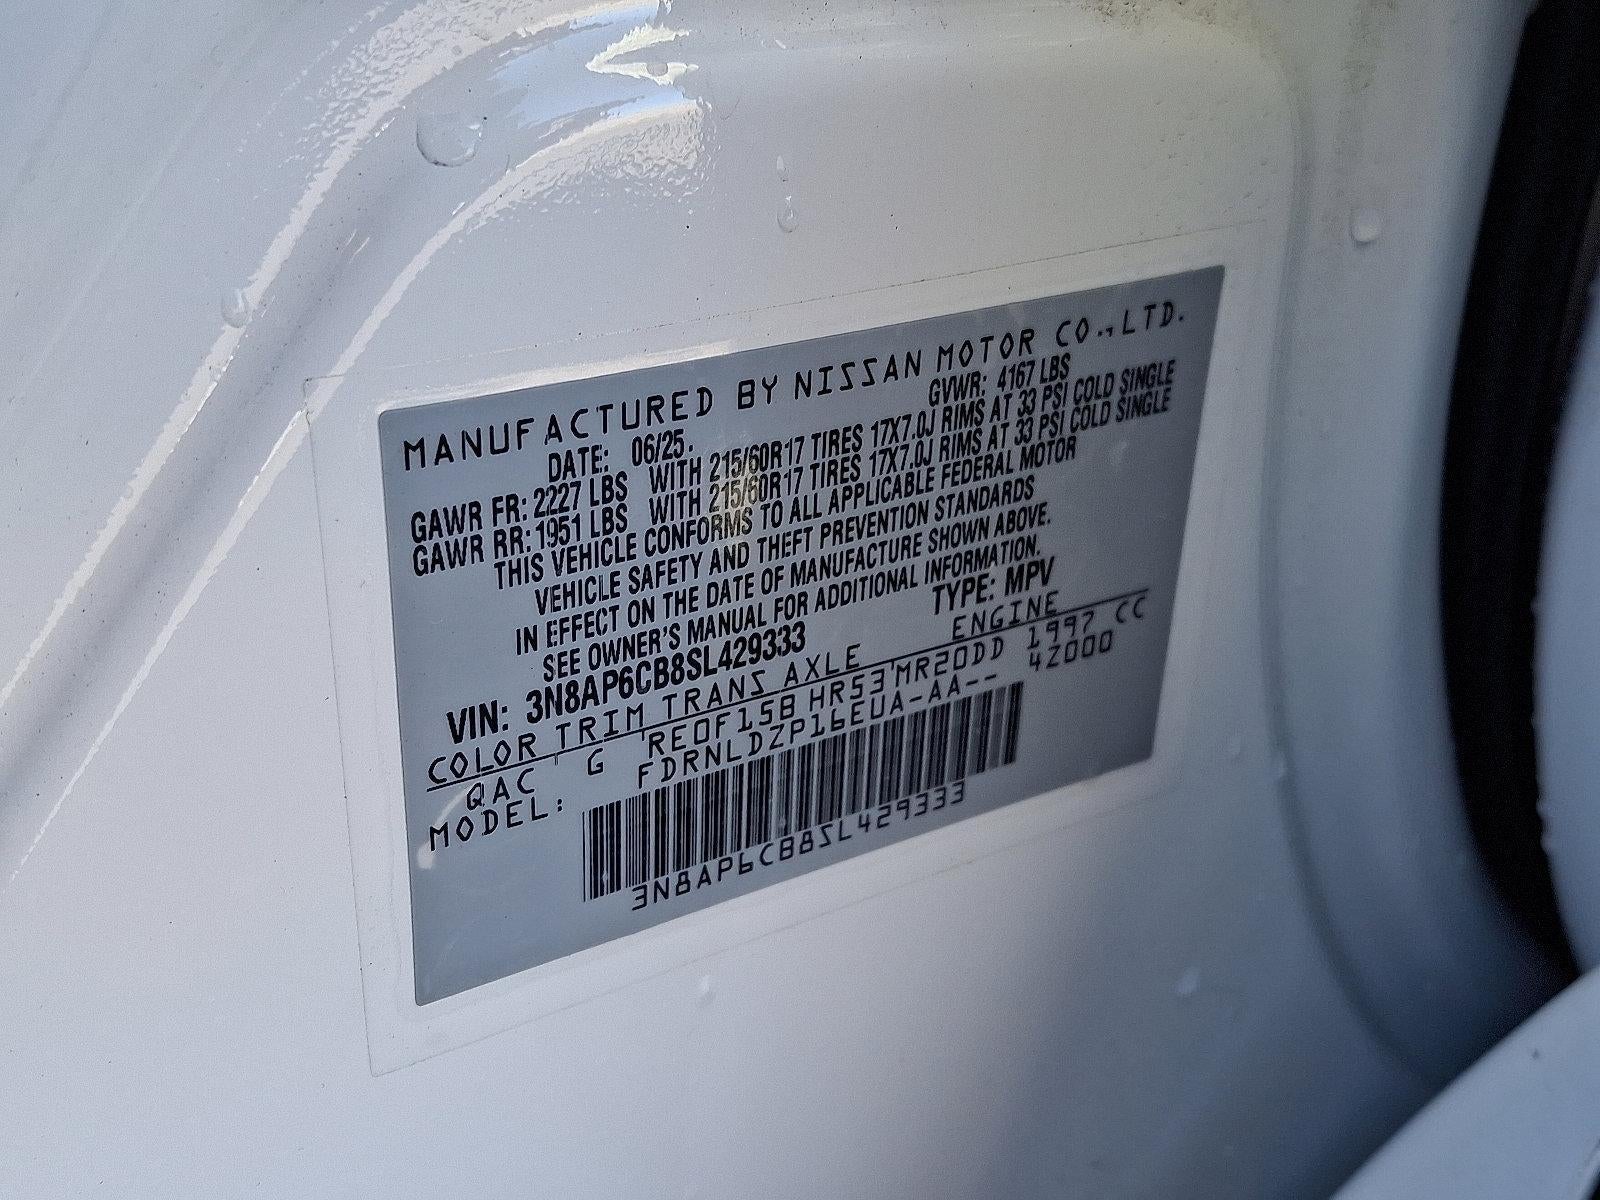 MANUFACTURED BY NISSAN MOTOR CO.,LTD.
DATE: 06/25. GVWR: 4167 LBS
GAWR FR: 2227 LBS WITH 215/60R17 TIRES 17X7.0J RIMS AT 33 PSI COLD SINGLE
GAWR RR: 1951 LBS WITH 215/60R17 TIRES 17X7.0J RIMS AT 33 PSI COLD SINGLE
THIS VEHICLE CONFORMS TO ALL APPLICABLE FEDERAL MOTOR
VEHICLE SAFETY AND THEFT PREVENTION STANDARDS
IN EFFECT ON THE DATE OF MANUFACTURE SHOWN ABOVE.
SEE OWNER'S MANUAL FOR ADDITIONAL INFORMATION.
VIN: 3N8AP6CB8SL429333 TYPE: MPV
COLOR TRIM TRANS AXLE ENGINE
QAC G RE0F15B HR53 MR20DD 1997 CC
MODEL: FDRNLDZP16EUA-AA-- 4Z000
3N8AP6CB8SL429333